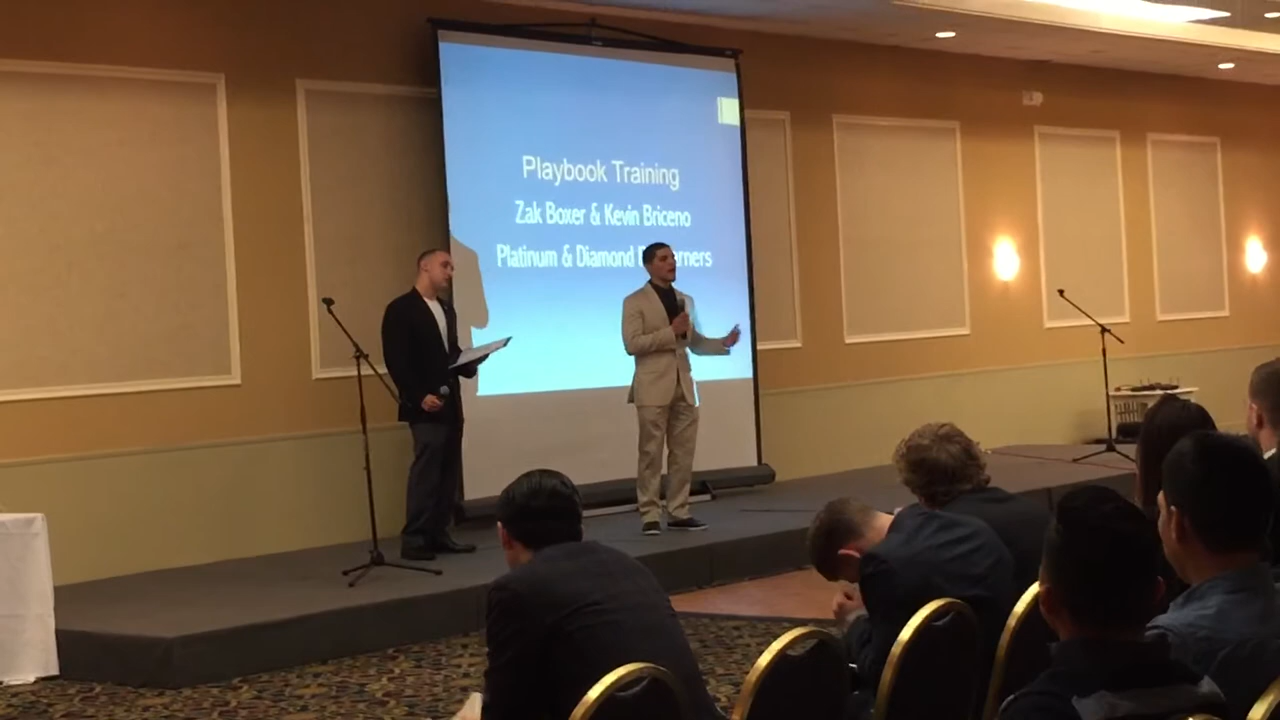 Playbook Training
Zak Boxer & Kevin Briceno
Platinum & Diamond